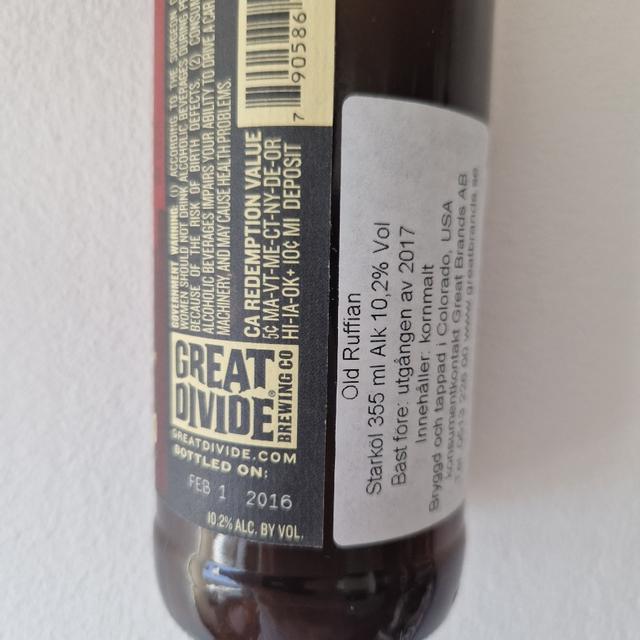 GOVERNMENT WARNING: (1) ACCORDING TO THE SURGEON
WOMEN SHOULD NOT DRINK ALCOHOLIC BEVERAGES DURING
BECAUSE OF THE RISK OF BIRTH DEFECTS. (2) CONSUMPTION
ALCOHOLIC BEVERAGES IMPAIRS YOUR ABILITY TO DRIVE A CAR
MACHINERY, AND MAY CAUSE HEALTH PROBLEMS.
CA REDEMPTION VALUE
5¢ MA-VT-ME-CT-NY-DE-OR
HI-IA-OK+ 10¢ MI DEPOSIT
7 90586
GREAT
DIVIDE®
BREWING CO
GREATDIVIDE.COM
BOTTLED ON:
FEB 1 2016
10.2% ALC. BY VOL.
Old Ruffian
Starköl 355 ml Alk 10,2% Vol
Bäst före: utgången av 2017
Innehåller: kornmalt
Bryggd och tappad i Colorado, USA
Konsumentkontakt Great Brands AB
www.greatbrands.se